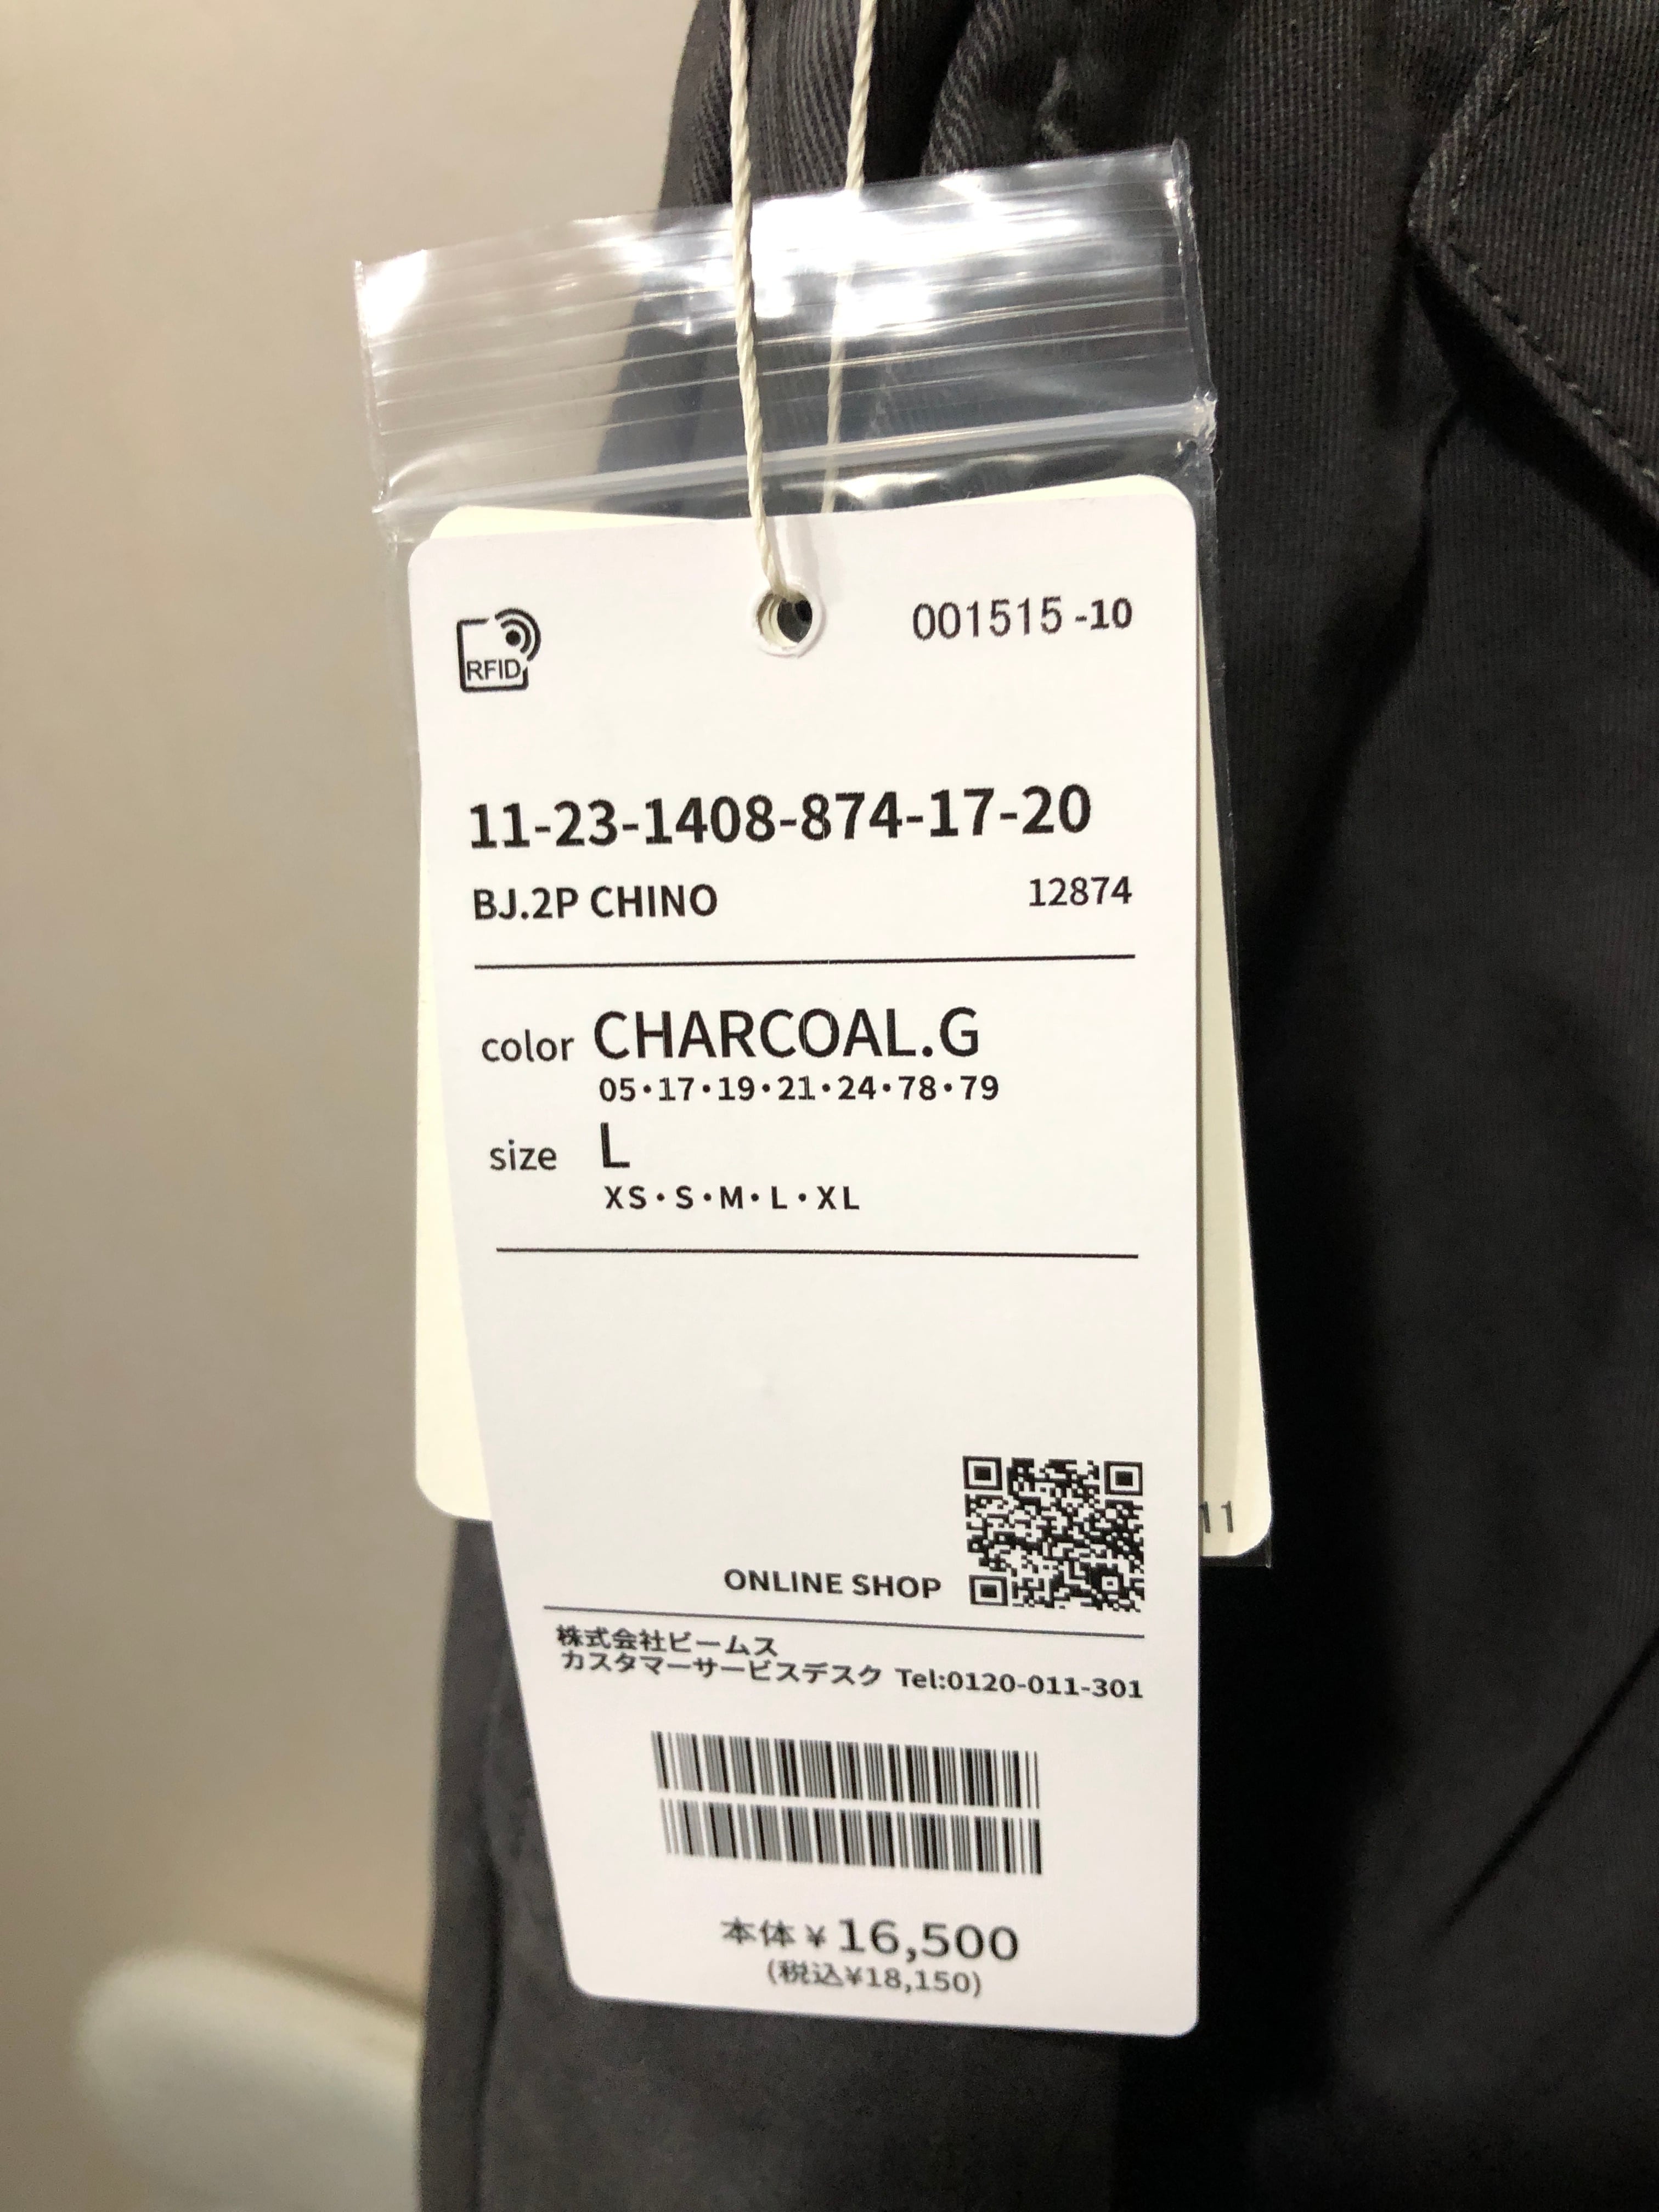 RFID
001515 -10
11-23-1408-874-17-20
BJ.2P CHINO 12874
color CHARCOAL.G
05・17・19・21・24・78・79
size L
XS・S・M・L・XL
11
ONLINE SHOP
株式会社ビームス
カスタマーサービスデスク Tel:0120-011-301
本体¥16,500
(税込¥18,150)